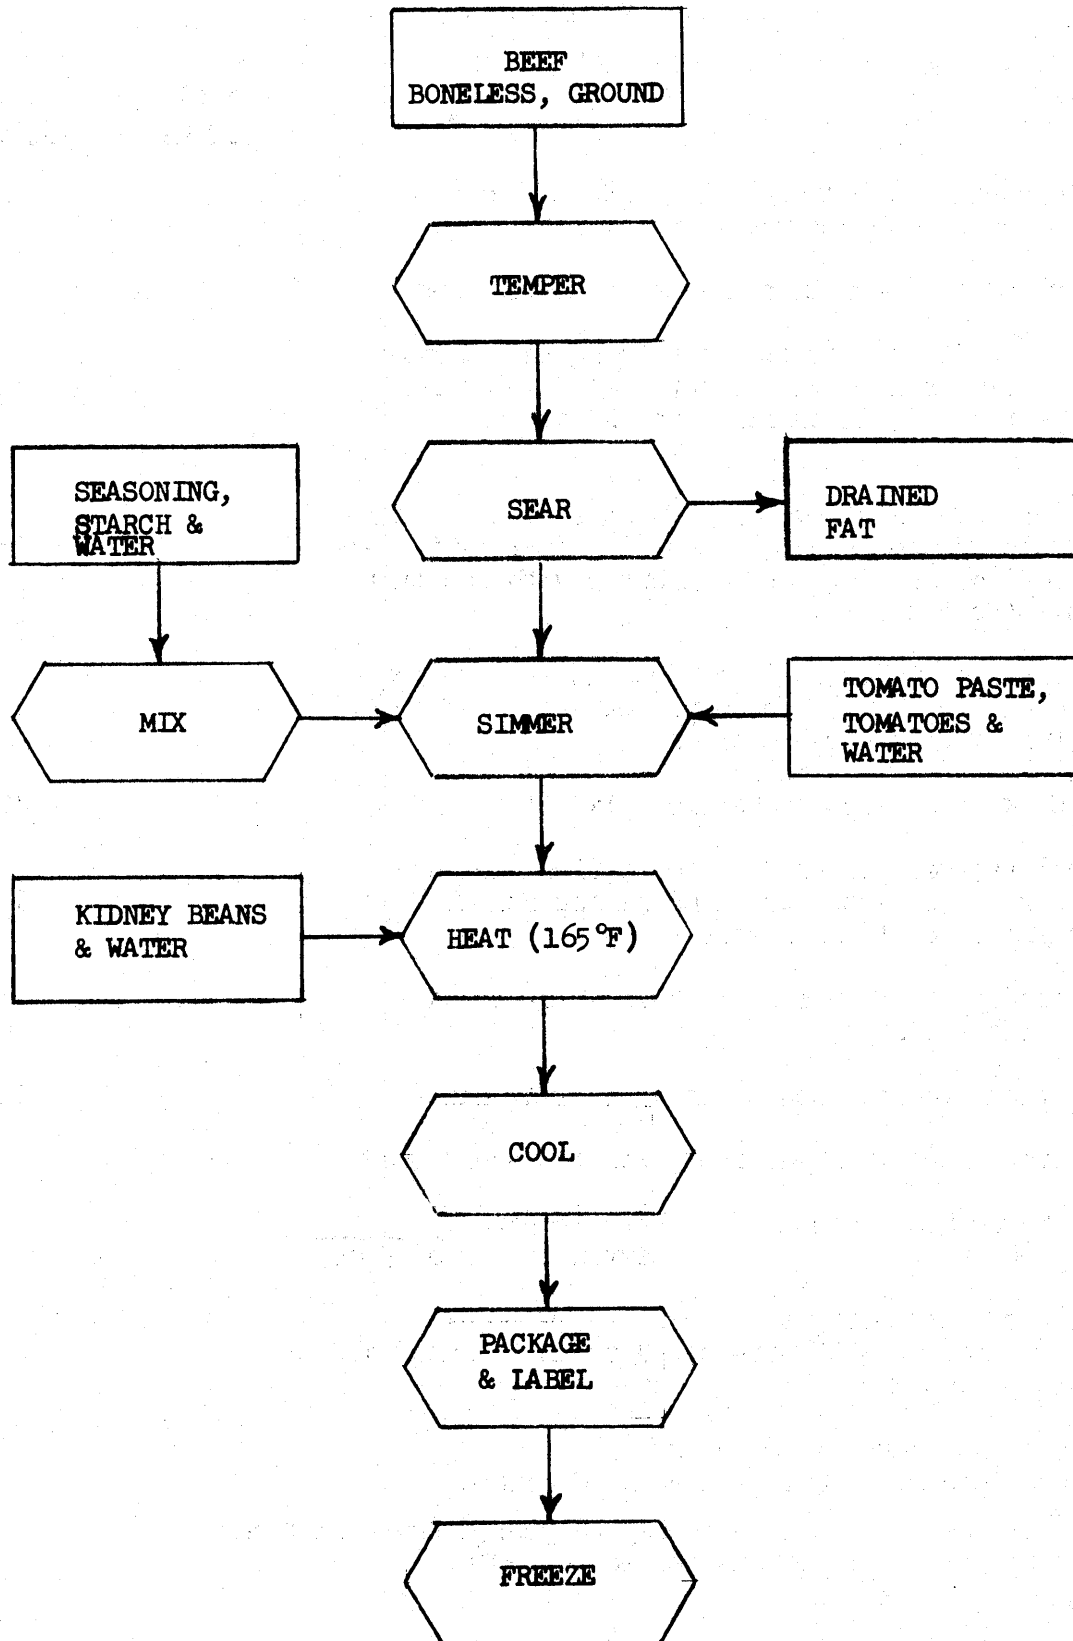 BEEF
BONELESS, GROUND
TEMPER
SEASONING,
STARCH &
WATER
SEAR
DRAINED
FAT
MIX
SIMMER
TOMATO PASTE,
TOMATOES &
WATER
KIDNEY BEANS
& WATER
HEAT (165°F)
COOL
PACKAGE
& LABEL
FREEZE